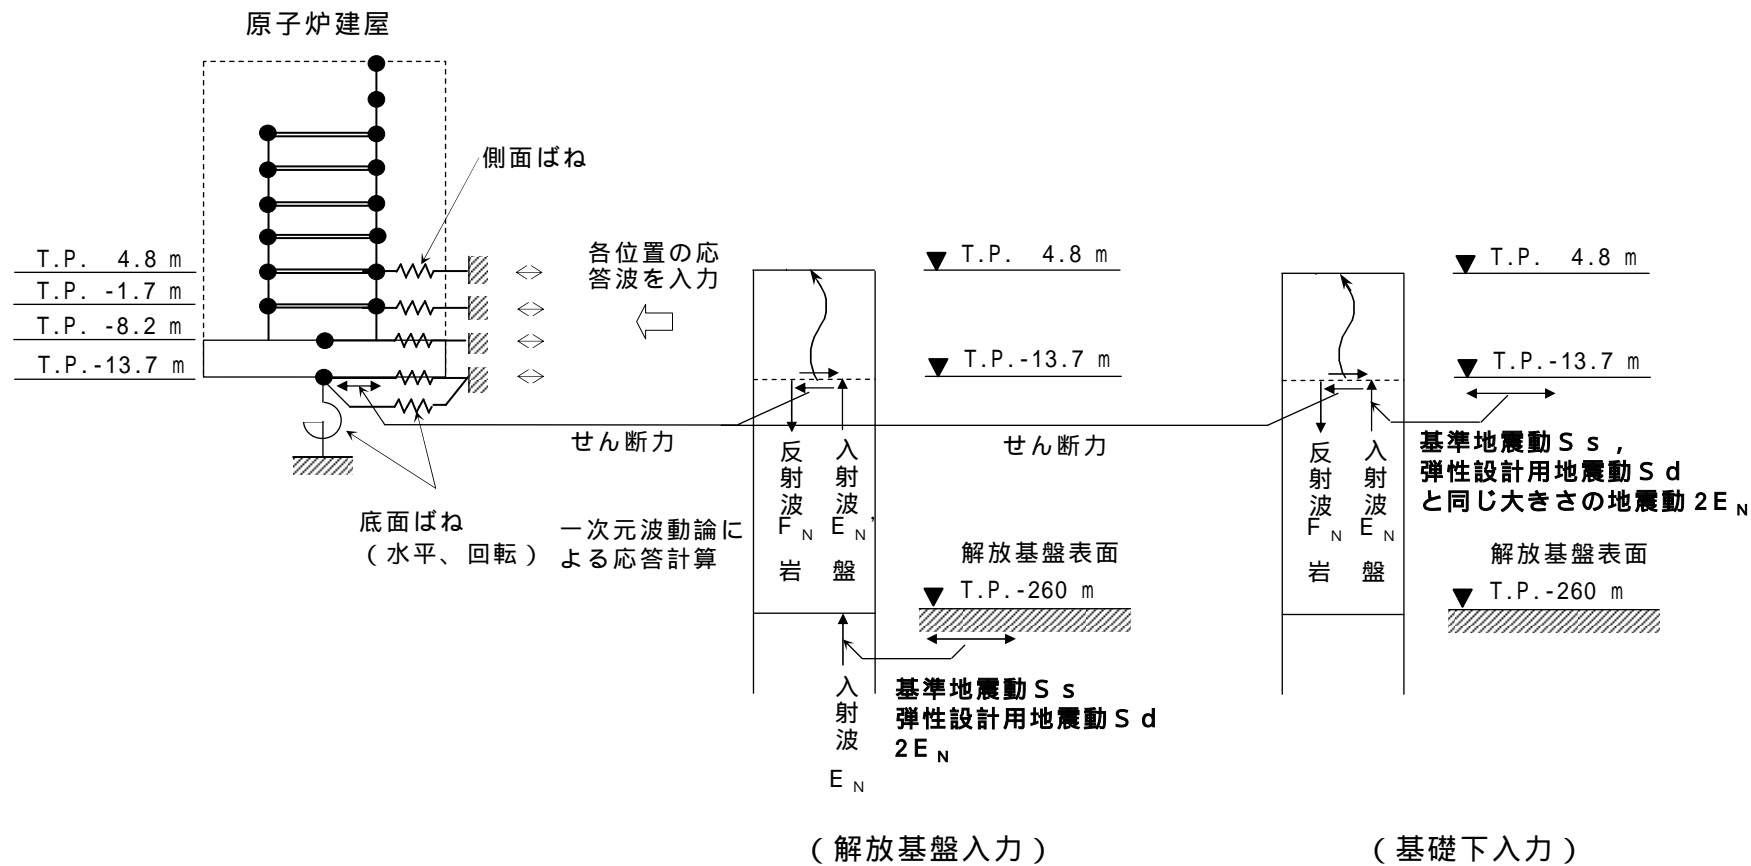 原子炉建屋
側面ばね
T.P. 4.8 m
T.P. -1.7 m
T.P. -8.2 m
T.P.-13.7 m
各位置の応
答波を入力
せん断力
底面ばね
(水平、回転)
一次元波動論に
よる応答計算
T.P. 4.8 m
T.P.-13.7 m
反射波 FN
入射波 EN'
岩 盤
せん断力
解放基盤表面
T.P.-260 m
入射波 EN
基準地震動Ss
弾性設計用地震動Sd
2EN
(解放基盤入力)
T.P. 4.8 m
T.P.-13.7 m
反射波 FN
入射波 EN
岩 盤
基準地震動Ss,
弾性設計用地震動Sd
と同じ大きさの地震動2EN
解放基盤表面
T.P.-260 m
(基礎下入力)